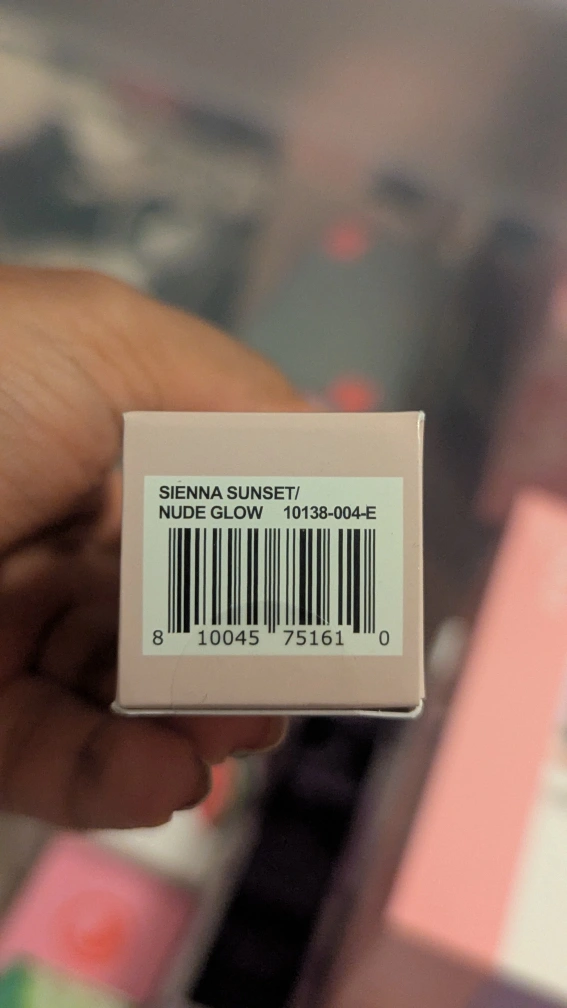 SIENNA SUNSET/
NUDE GLOW 10138-004-E
8 10045 75161 0